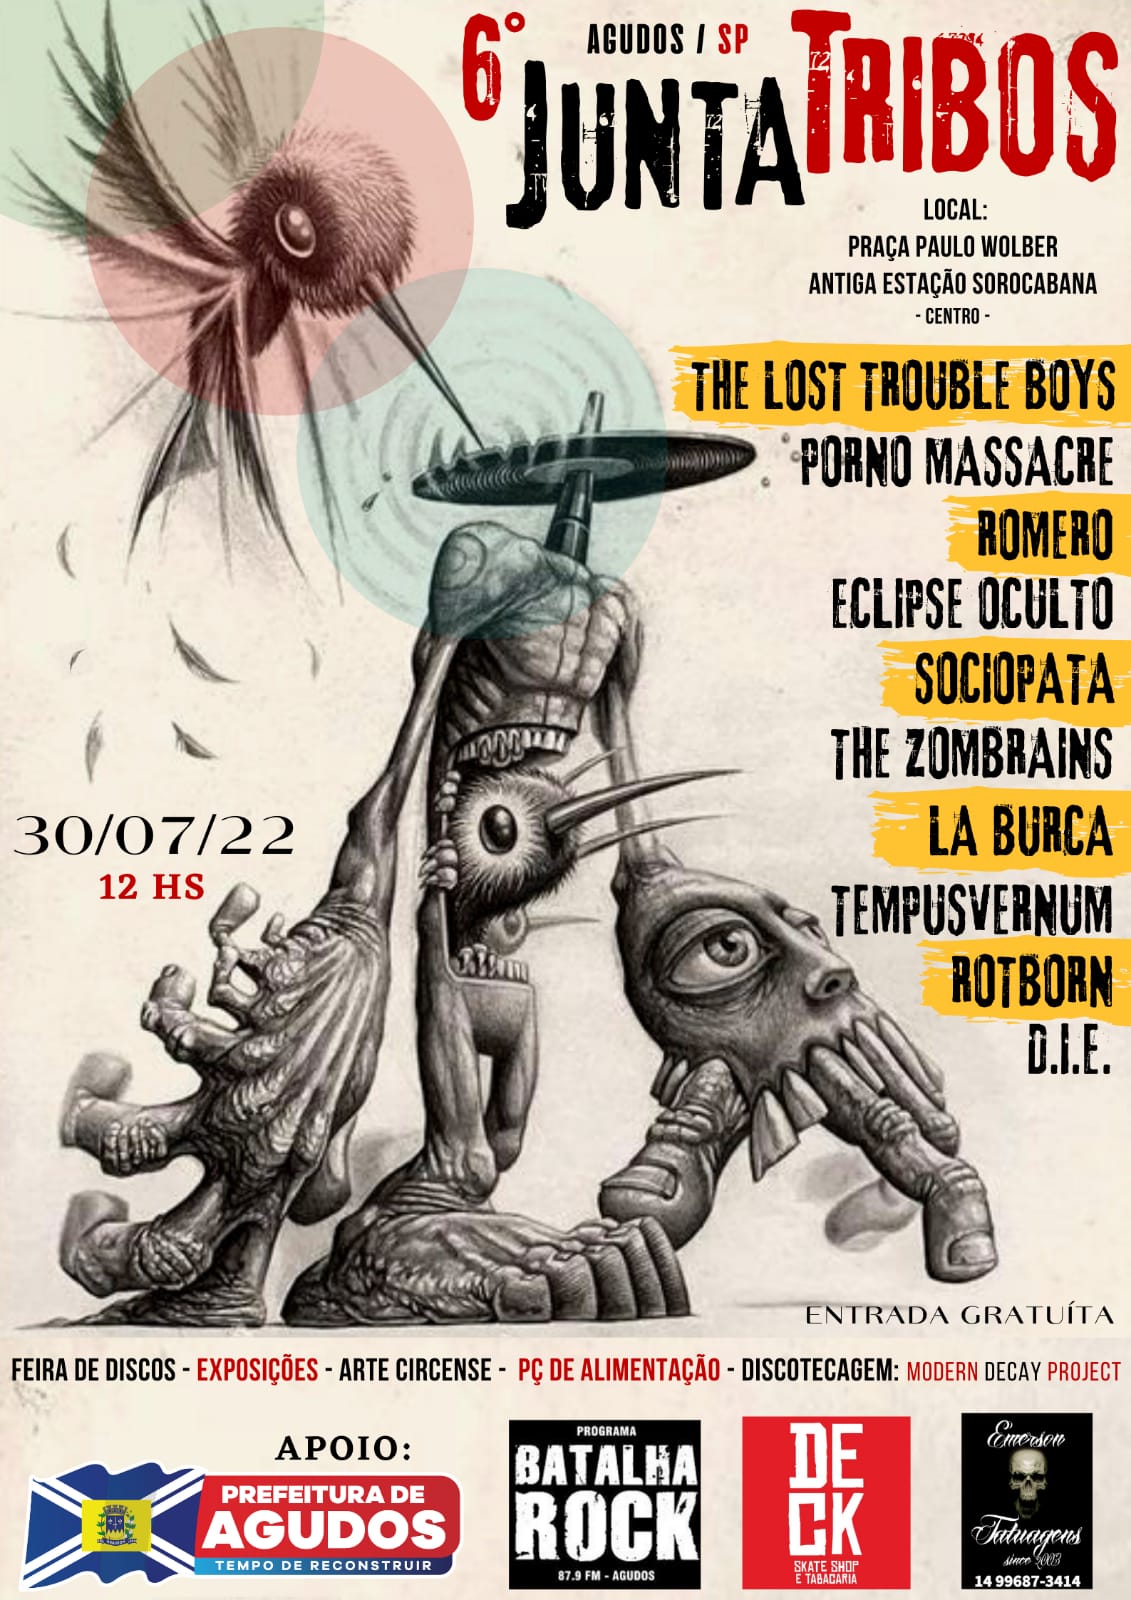 6º
AGUDOS / SP
JUNTATRIBOS
LOCAL:
PRAÇA PAULO WOLBER
ANTIGA ESTAÇÃO SOROCABANA
- CENTRO -
THE LOST TROUBLE BOYS
PORNO MASSACRE
ROMERO
ECLIPSE OCULTO
SOCIOPATA
THE ZOMBRAINS
LA BURCA
TEMPUSVERNUM
ROTBORN
D.I.E.
30/07/22
12 HS
ENTRADA GRATUÍTA
FEIRA DE DISCOS - EXPOSIÇÕES - ARTE CIRCENSE - PÇ DE ALIMENTAÇÃO - DISCOTECAGEM: MODERN DECAY PROJECT
APOIO:
PREFEITURA DE
AGUDOS
TEMPO DE RECONSTRUIR
PROGRAMA
BATALHA
ROCK
87.9 FM - AGUDOS
DE
CK
SKATE SHOP
E TABACARIA
Emerson
Tatuagens
since 2003
14 99687-3414